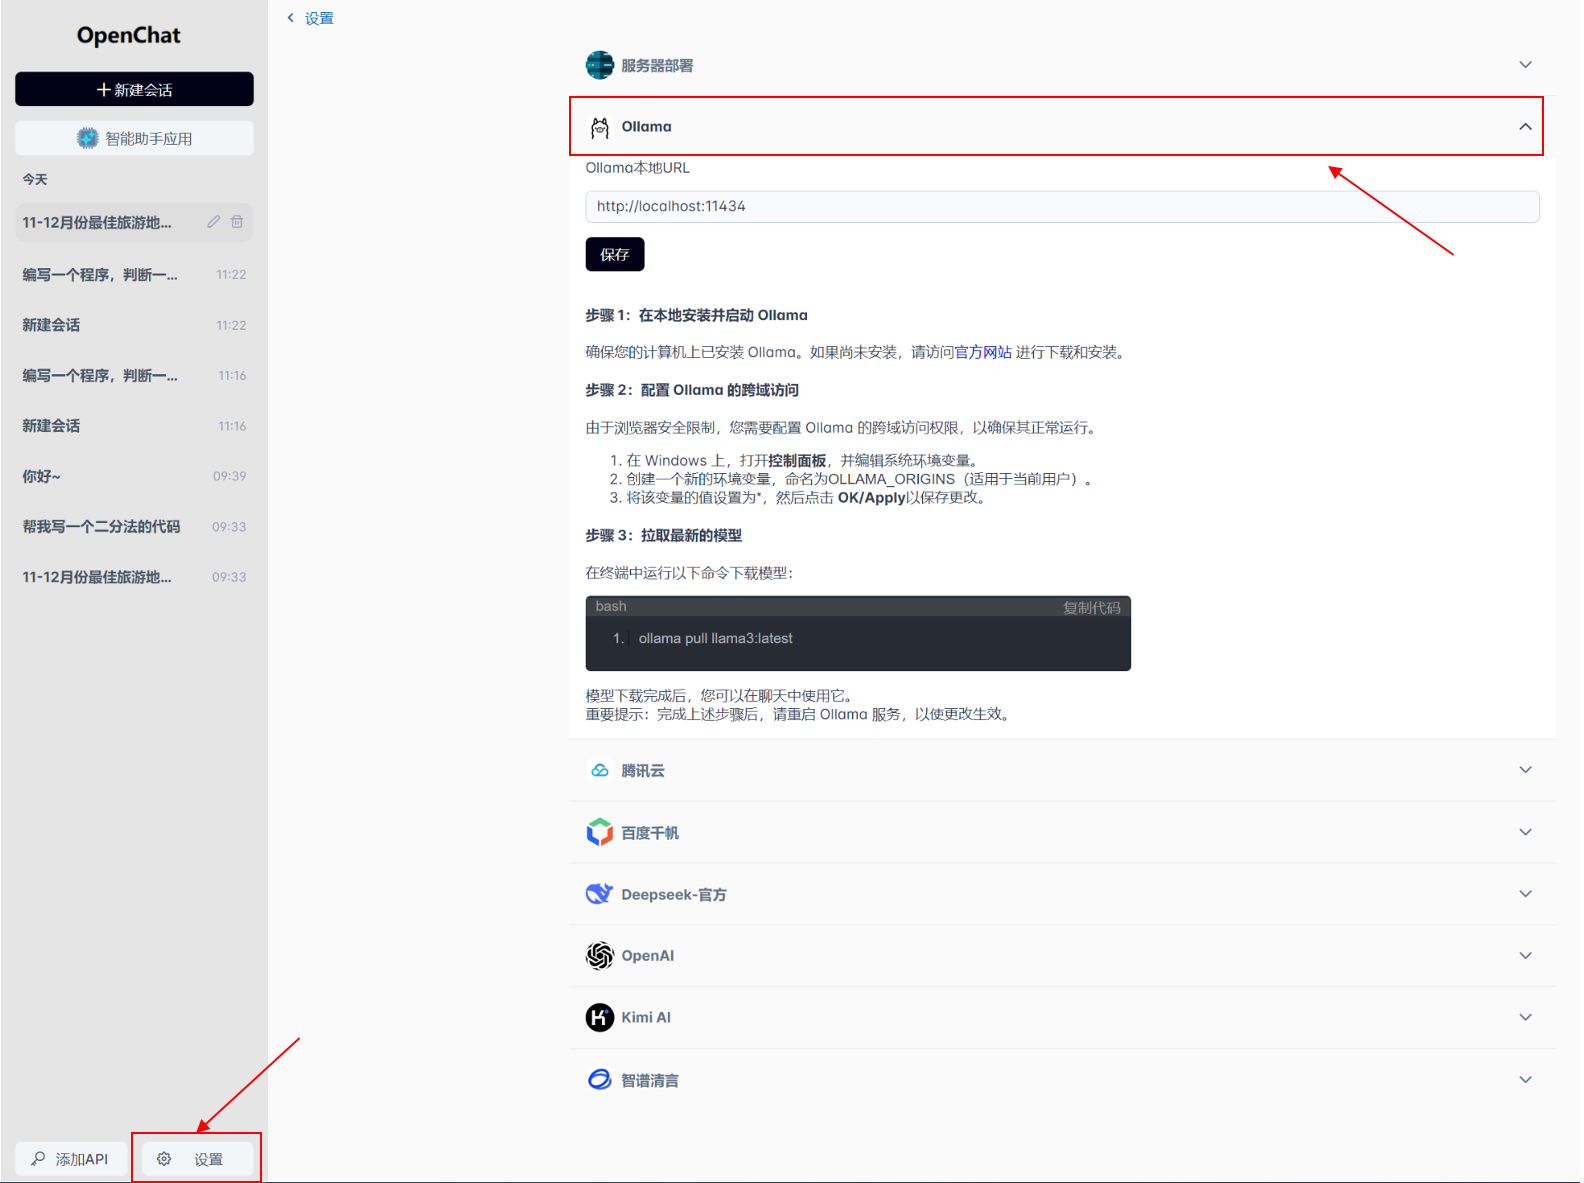 OpenChat
新建会话
智能助手应用
今天
11-12月份最佳旅游地...
编写一个程序，判断一... 11:22
新建会话 11:22
编写一个程序，判断一... 11:16
新建会话 11:16
你好~ 09:39
帮我写一个二分法的代码 09:33
11-12月份最佳旅游地... 09:33
添加API
设置
设置
服务器部署
Ollama
Ollama本地URL
http://localhost:11434
保存
步骤 1：在本地安装并启动 Ollama
确保您的计算机上已安装 Ollama。如果尚未安装，请访问官方网站 进行下载和安装。
步骤 2：配置 Ollama 的跨域访问
由于浏览器安全限制，您需要配置 Ollama 的跨域访问权限，以确保其正常运行。
1. 在 Windows 上，打开控制面板，并编辑系统环境变量。
2. 创建一个新的环境变量，命名为OLLAMA_ORIGINS（适用于当前用户）。
3. 将该变量的值设置为*，然后点击 OK/Apply以保存更改。
步骤 3：拉取最新的模型
在终端中运行以下命令下载模型：
bash 复制代码
1. ollama pull llama3:latest
模型下载完成后，您可以在聊天中使用它。
重要提示：完成上述步骤后，请重启 Ollama 服务，以使更改生效。
腾讯云
百度千帆
Deepseek-官方
OpenAI
Kimi AI
智谱清言